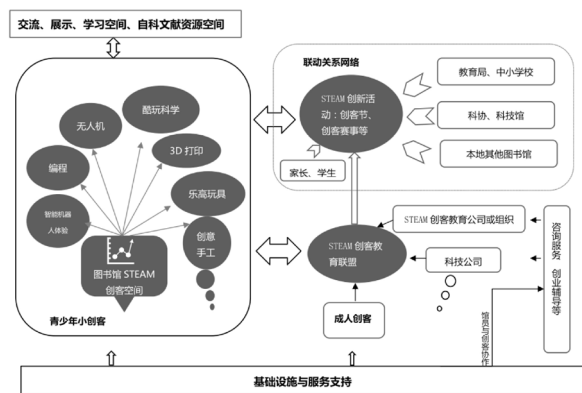 交流、展示、学习空间、自科文献资源空间
联动关系网络
酷玩科学
无人机
3D 打印
编程
乐高玩具
智能机器
人体验
创意
手工
图书馆 STEAM
创客空间
青少年小创客
STEAM 创新活
动：创客节、
创客赛事等
教育局、中小学校
科协、科技馆
本地其他图书馆
家长、学生
STEAM 创客教
育联盟
STEAM 创客教育公司或组织
科技公司
成人创客
咨询服务 创业辅导等
馆员与创客协作
基础设施与服务支持